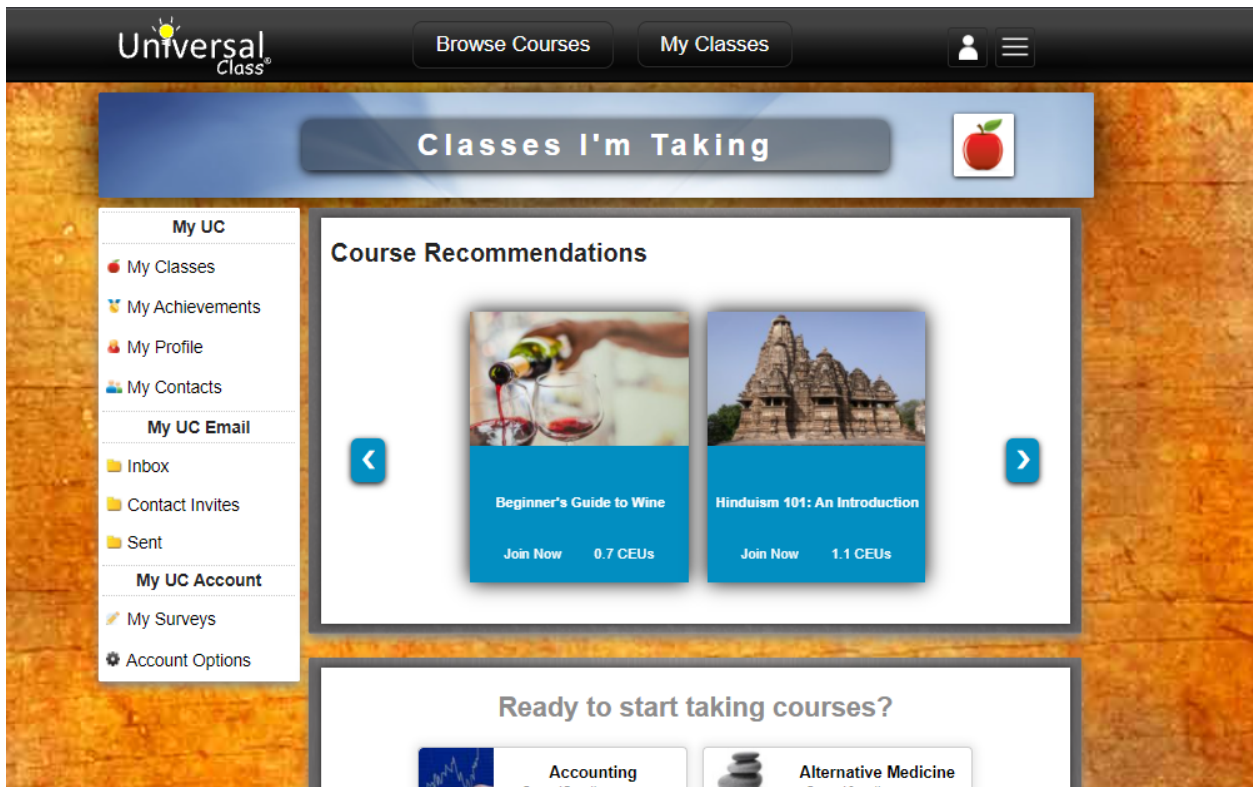 Universal
Class®
Browse Courses
My Classes
Classes I'm Taking
My UC
My Classes
My Achievements
My Profile
My Contacts
My UC Email
Inbox
Contact Invites
Sent
My UC Account
My Surveys
Account Options
Course Recommendations
Beginner's Guide to Wine
Join Now 0.7 CEUs
Hinduism 101: An Introduction
Join Now 1.1 CEUs
Ready to start taking courses?
Accounting
Alternative Medicine